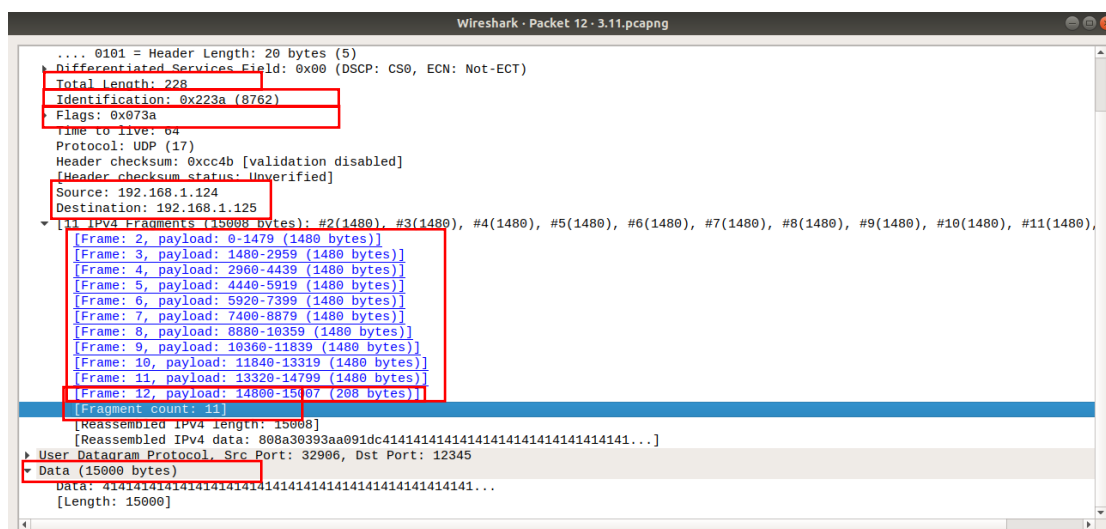 Wireshark · Packet 12 · 3.11.pcapng
.... 0101 = Header Length: 20 bytes (5)
Differentiated Services Field: 0x00 (DSCP: CS0, ECN: Not-ECT)
Total Length: 228
Identification: 0x223a (8762)
Flags: 0x073a
Time to live: 64
Protocol: UDP (17)
Header checksum: 0xcc4b [validation disabled]
[Header checksum status: Unverified]
Source: 192.168.1.124
Destination: 192.168.1.125
[11 IPv4 Fragments (15008 bytes): #2(1480), #3(1480), #4(1480), #5(1480), #6(1480), #7(1480), #8(1480), #9(1480), #10(1480), #11(1480),
[Frame: 2, payload: 0-1479 (1480 bytes)]
[Frame: 3, payload: 1480-2959 (1480 bytes)]
[Frame: 4, payload: 2960-4439 (1480 bytes)]
[Frame: 5, payload: 4440-5919 (1480 bytes)]
[Frame: 6, payload: 5920-7399 (1480 bytes)]
[Frame: 7, payload: 7400-8879 (1480 bytes)]
[Frame: 8, payload: 8880-10359 (1480 bytes)]
[Frame: 9, payload: 10360-11839 (1480 bytes)]
[Frame: 10, payload: 11840-13319 (1480 bytes)]
[Frame: 11, payload: 13320-14799 (1480 bytes)]
[Frame: 12, payload: 14800-15007 (208 bytes)]
[Fragment count: 11]
[Reassembled IPv4 length: 15008]
[Reassembled IPv4 data: 808a30393aa091dc41414141414141414141414141414141...]
User Datagram Protocol, Src Port: 32906, Dst Port: 12345
Data (15000 bytes)
Data: 414141414141414141414141414141414141414141414141...
[Length: 15000]